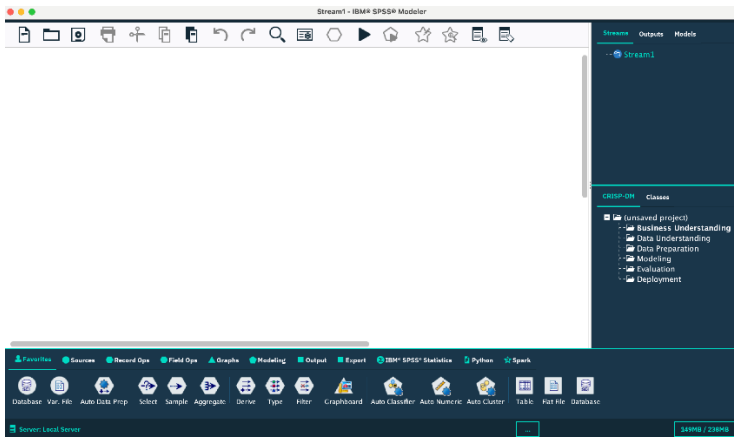 Stream1 - IBM® SPSS® Modeler
Streams Outputs Models
Stream1
CRISP-DM Classes
(unsaved project)
Business Understanding
Data Understanding
Data Preparation
Modeling
Evaluation
Deployment
Favorites Sources Record Ops Field Ops Graphs Modeling Output Export IBM® SPSS® Statistics Python Spark
Database Var. File Auto Data Prep Select Sample Aggregate Derive Type Filter Graphboard Auto Classifier Auto Numeric Auto Cluster Table Flat File Database
Server: Local Server ... 149MB / 238MB